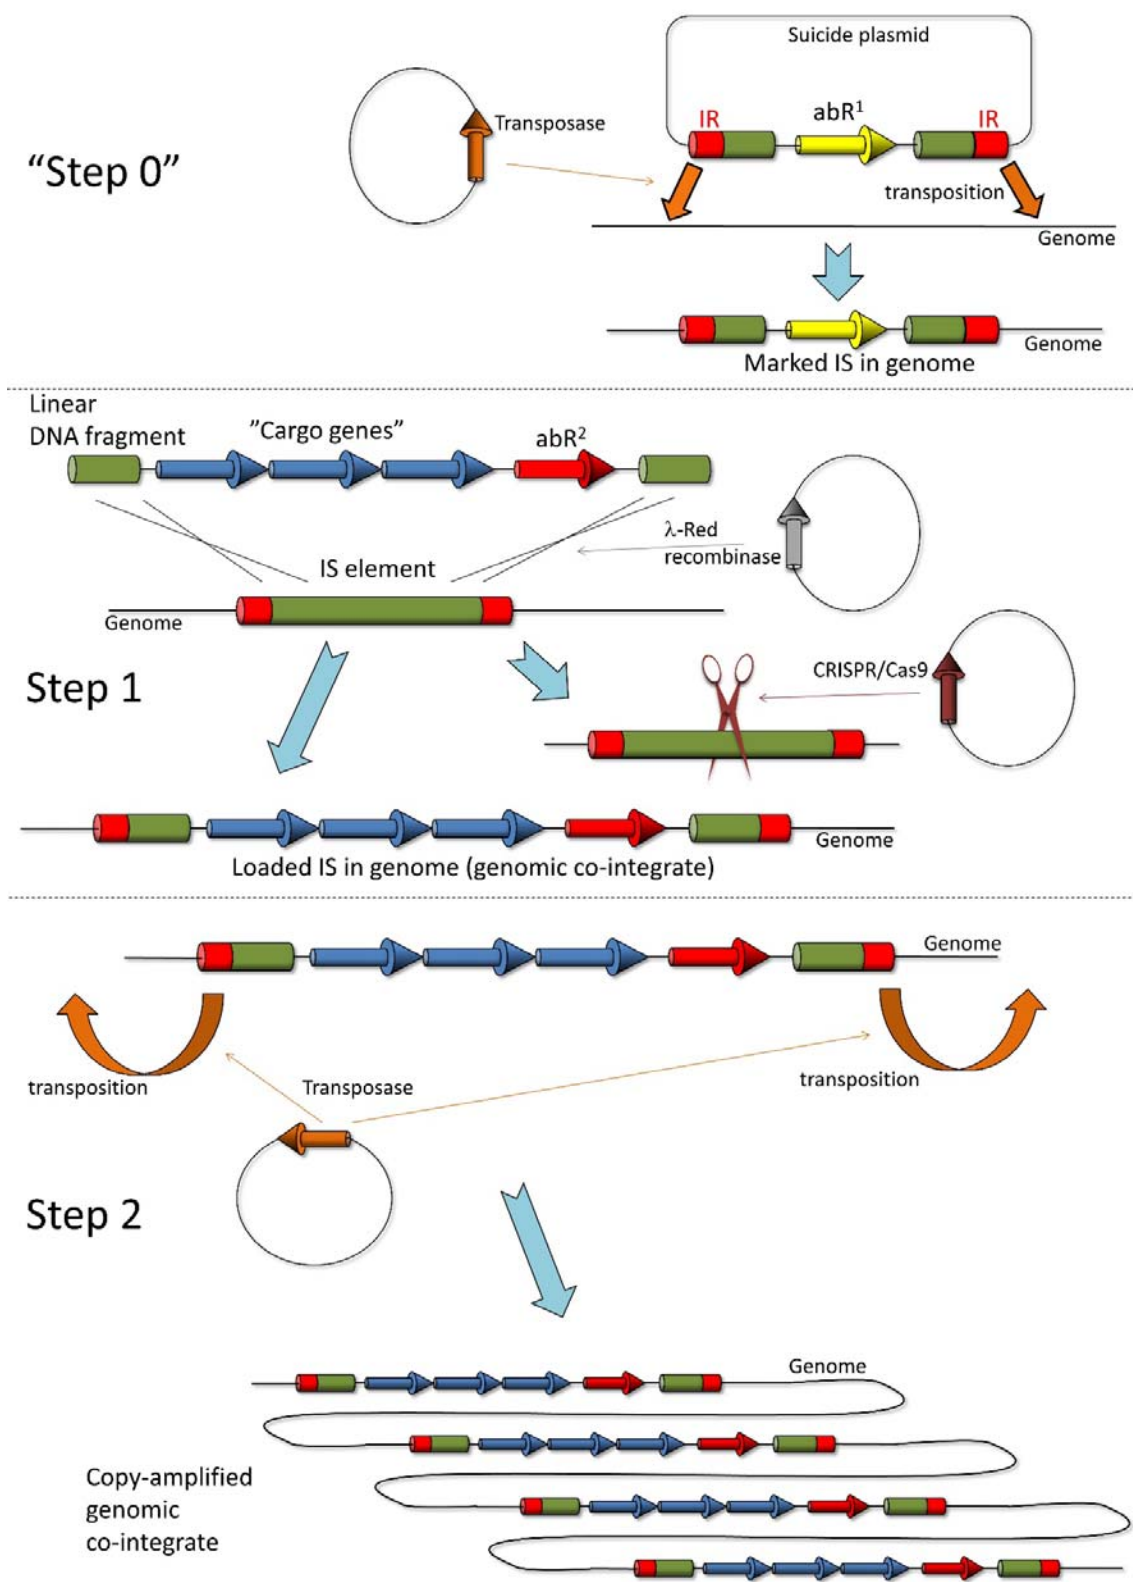 Suicide plasmid
Transposase
abR¹
IR
IR
"Step 0"
transposition
Genome
Genome
Marked IS in genome
Linear
DNA fragment
”Cargo genes”
abR²
λ-Red
recombinase
IS element
Genome
Step 1
CRISPR/Cas9
Genome
Loaded IS in genome (genomic co-integrate)
Genome
transposition
Transposase
transposition
Step 2
Genome
Copy-amplified
genomic
co-integrate